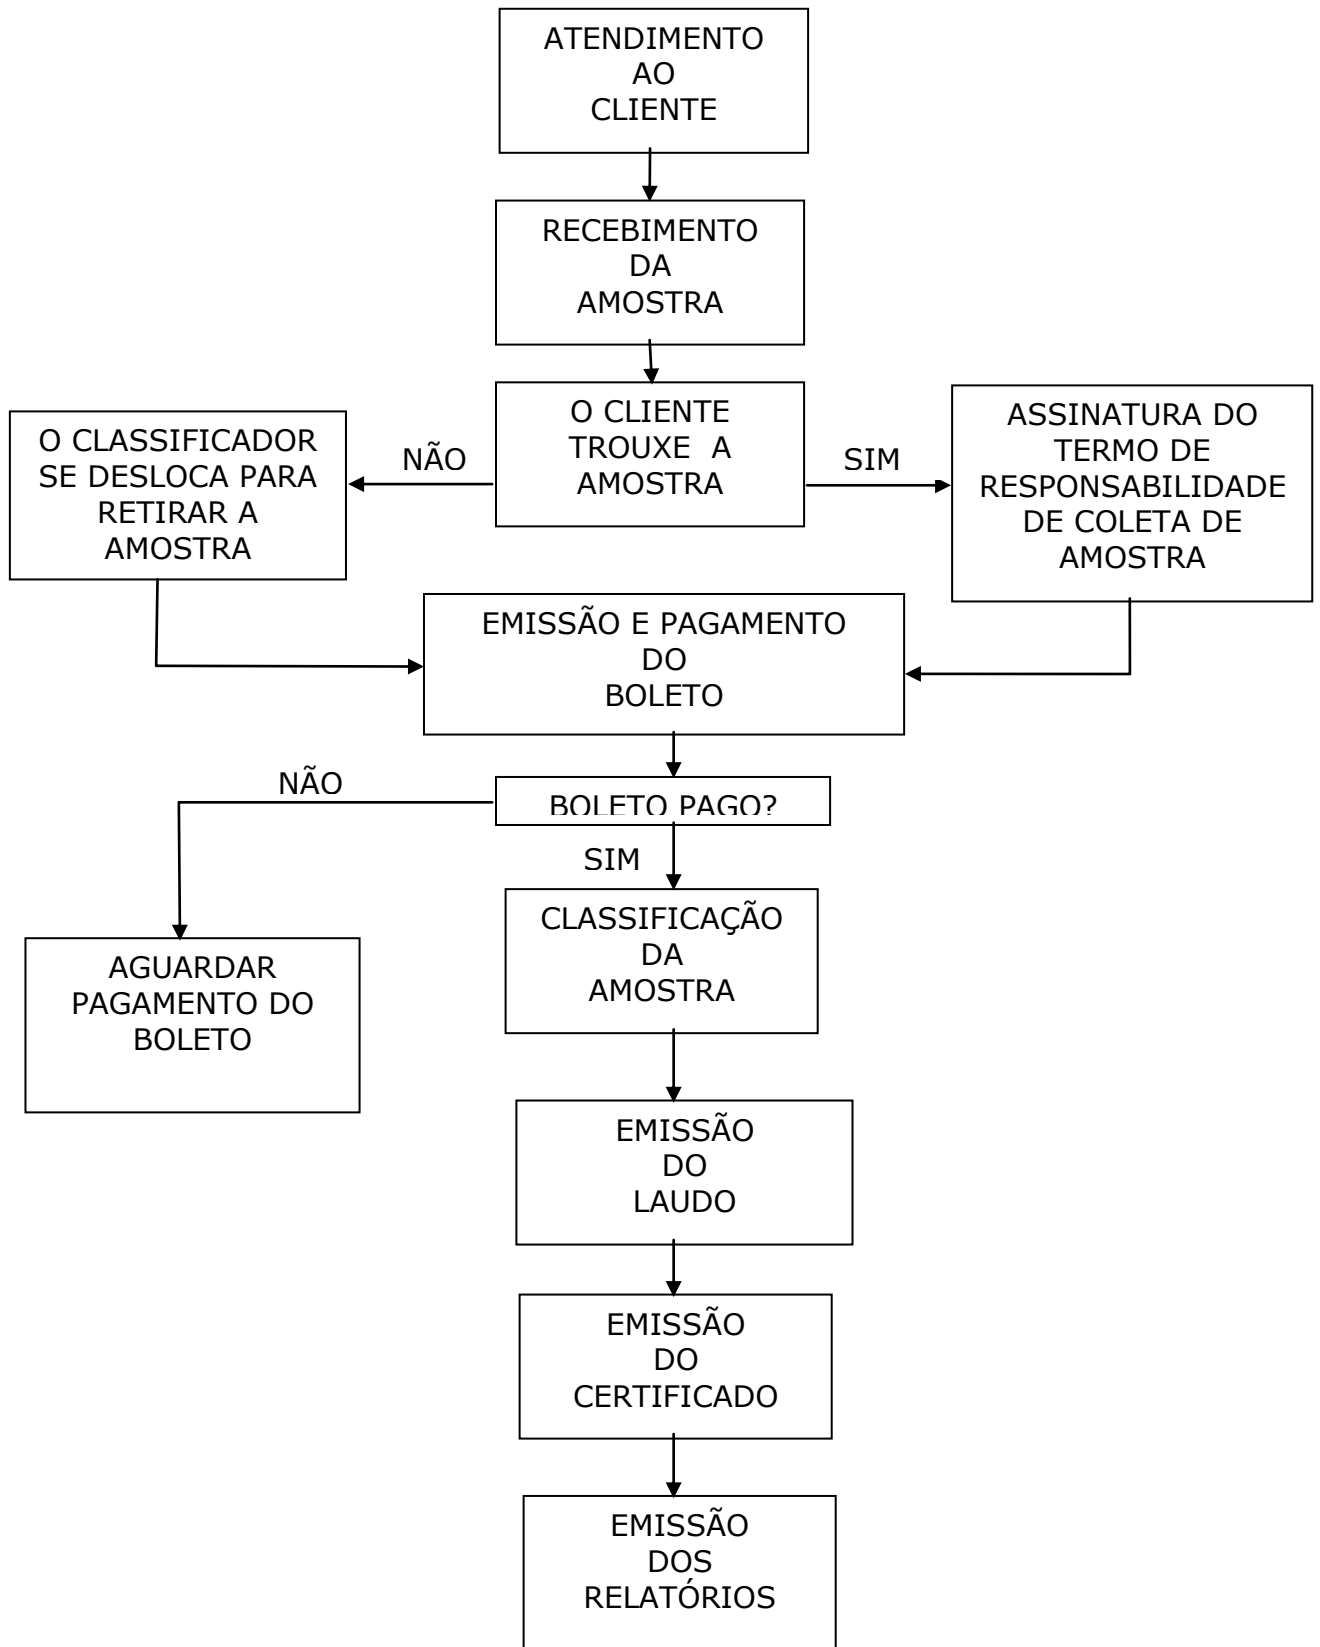 ATENDIMENTO
AO
CLIENTE
RECEBIMENTO
DA
AMOSTRA
O CLIENTE
TROUXE A
AMOSTRA
NÃO
SIM
O CLASSIFICADOR
SE DESLOCA PARA
RETIRAR A
AMOSTRA
ASSINATURA DO
TERMO DE
RESPONSABILIDADE
DE COLETA DE
AMOSTRA
EMISSÃO E PAGAMENTO
DO
BOLETO
BOLETO PAGO?
NÃO
SIM
AGUARDAR
PAGAMENTO DO
BOLETO
CLASSIFICAÇÃO
DA
AMOSTRA
EMISSÃO
DO
LAUDO
EMISSÃO
DO
CERTIFICADO
EMISSÃO
DOS
RELATÓRIOS